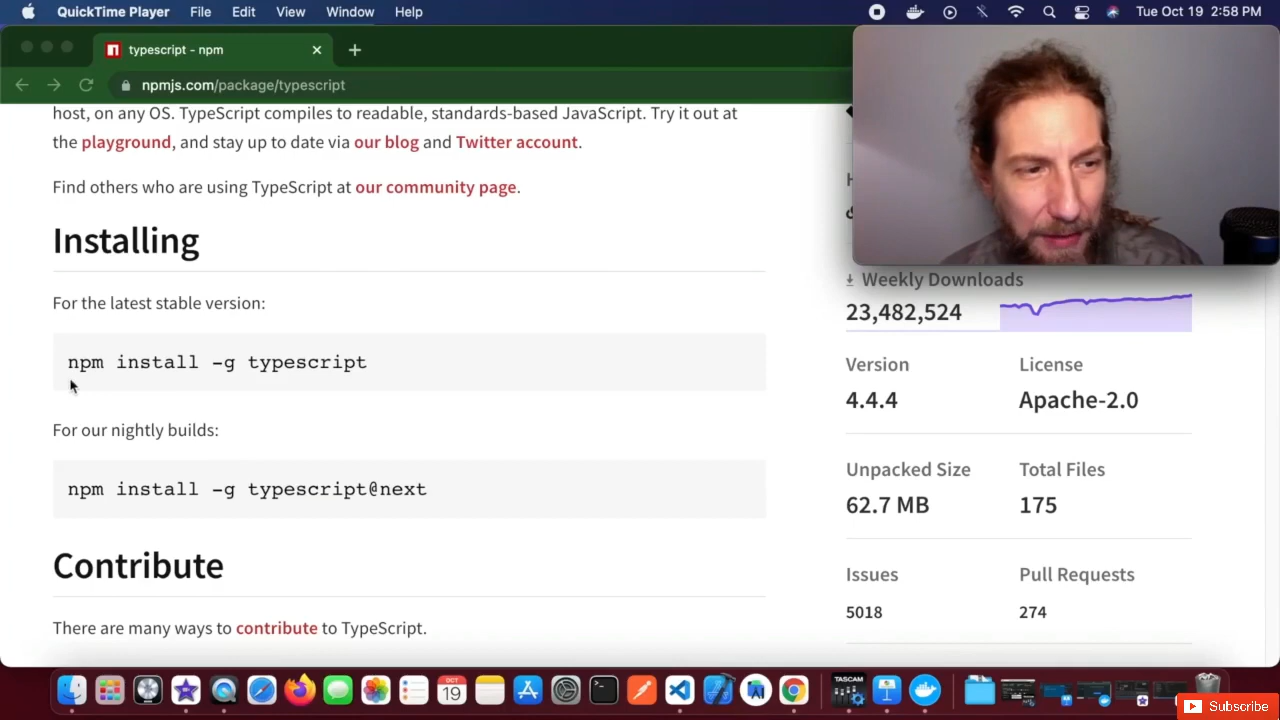 QuickTime Player File Edit View Window Help Tue Oct 19 2:58 PM
typescript - npm
npmjs.com/package/typescript
host, on any OS. TypeScript compiles to readable, standards-based JavaScript. Try it out at
the playground, and stay up to date via our blog and Twitter account.
Find others who are using TypeScript at our community page.
Installing
For the latest stable version:
npm install -g typescript
For our nightly builds:
npm install -g typescript@next
Contribute
There are many ways to contribute to TypeScript.
Weekly Downloads
23,482,524
Version License
4.4.4 Apache-2.0
Unpacked Size Total Files
62.7 MB 175
Issues Pull Requests
5018 274
OCT
19
TASCAM
Subscribe